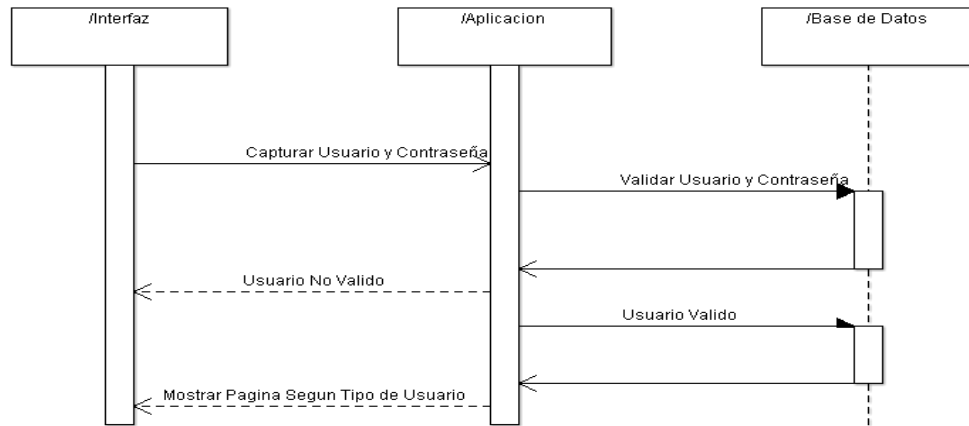 /Interfaz
/Aplicacion
/Base de Datos
Capturar Usuario y Contraseña
Validar Usuario y Contraseña
Usuario No Valido
Usuario Valido
Mostrar Pagina Segun Tipo de Usuario